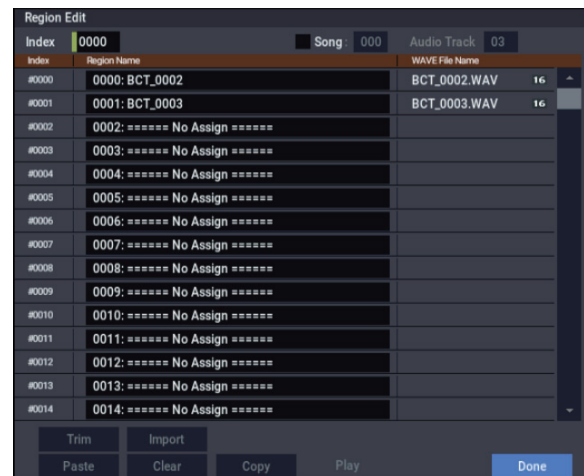 Region Edit
Index 0000 Song: 000 Audio Track 03
Index Region Name WAVE File Name
#0000 0000: BCT_0002 BCT_0002.WAV 16
#0001 0001: BCT_0003 BCT_0003.WAV 16
#0002 0002: ====== No Assign ======
#0003 0003: ====== No Assign ======
#0004 0004: ====== No Assign ======
#0005 0005: ====== No Assign ======
#0006 0006: ====== No Assign ======
#0007 0007: ====== No Assign ======
#0008 0008: ====== No Assign ======
#0009 0009: ====== No Assign ======
#0010 0010: ====== No Assign ======
#0011 0011: ====== No Assign ======
#0012 0012: ====== No Assign ======
#0013 0013: ====== No Assign ======
#0014 0014: ====== No Assign ======
Trim Import
Paste Clear Copy Play Done